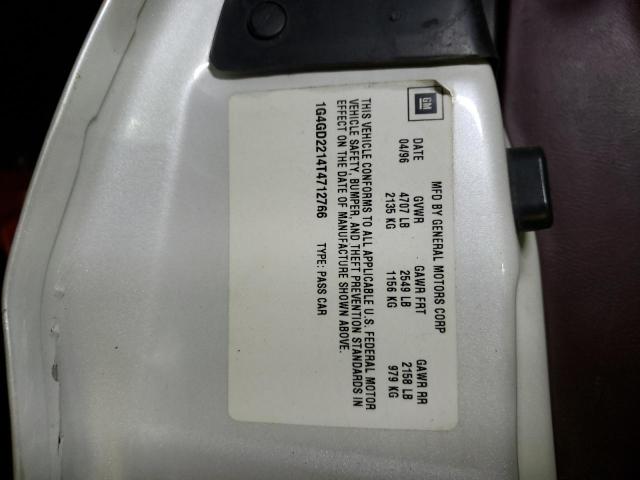 GM
MFD BY GENERAL MOTORS CORP
DATE GVWR GAWR FRT GAWR RR
04/96 4707 LB 2549 LB 2158 LB
2135 KG 1156 KG 979 KG
THIS VEHICLE CONFORMS TO ALL APPLICABLE U.S. FEDERAL MOTOR
VEHICLE SAFETY, BUMPER, AND THEFT PREVENTION STANDARDS IN
EFFECT ON THE DATE OF MANUFACTURE SHOWN ABOVE.
1G4GD2214T4712766 TYPE: PASS CAR